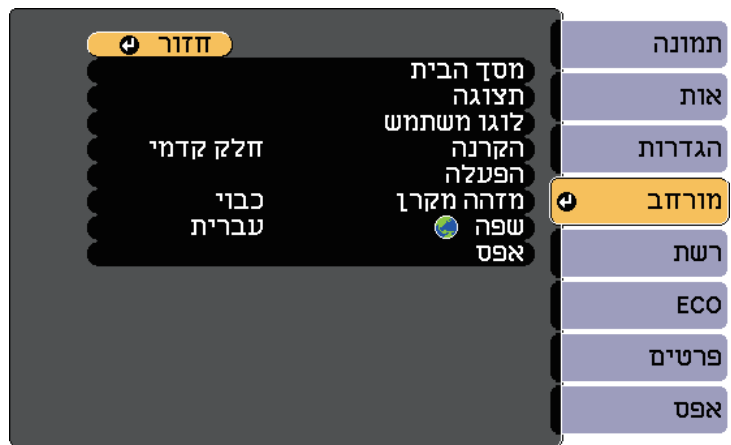 תמונה
אות
הגדרות
מורחב
רשת
ECO
פרטים
אפס
חזור
מסך הבית
תצוגה
לוגו משתמש
הקרנה חלק קדמי
הפעלה
מזהה מקרן כבוי
שפה עברית
אפס